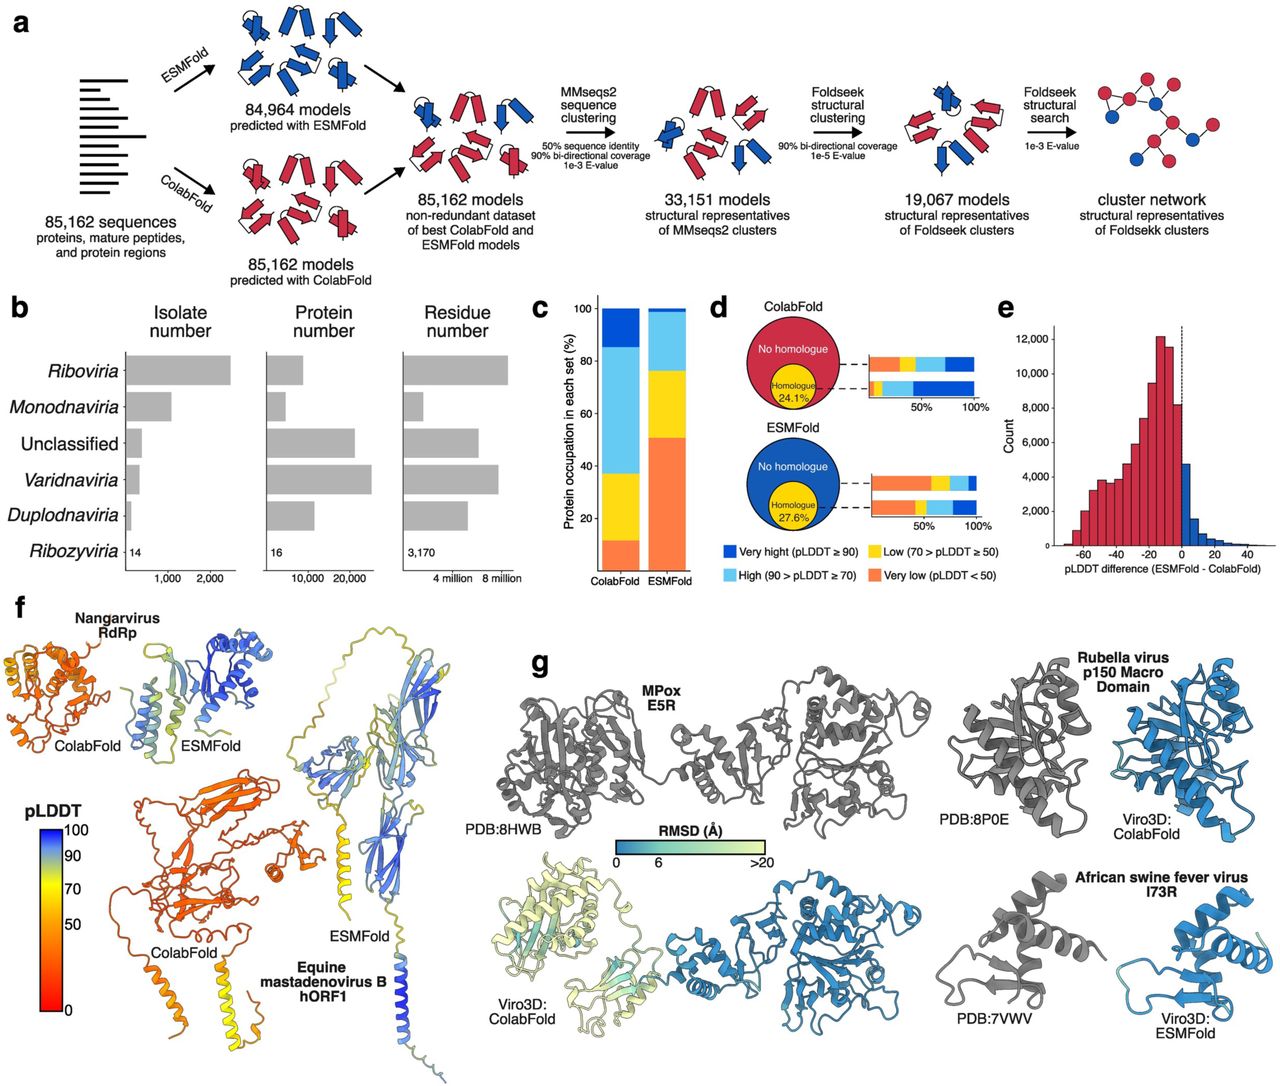 a
ESMFold
ColabFold
85,162 sequences
proteins, mature peptides,
and protein regions
84,964 models
predicted with ESMFold
85,162 models
predicted with ColabFold
85,162 models
non-redundant dataset
of best ColabFold and
ESMFold models
MMseqs2
sequence
clustering
50% sequence identity
90% bi-directional coverage
1e-3 E-value
33,151 models
structural representatives
of MMseqs2 clusters
Foldseek
structural
clustering
90% bi-directional coverage
1e-5 E-value
19,067 models
structural representatives
of Foldseek clusters
Foldseek
structural
search
1e-3 E-value
cluster network
structural representatives
of Foldsekk clusters
b
Isolate
number
Protein
number
Residue
number
Riboviria
Monodnaviria
Unclassified
Varidnaviria
Duplodnaviria
Ribozyviria
14
16
3,170
1,000
2,000
10,000
20,000
4 million
8 million
c
Protein occupation in each set (%)
100
80
60
40
20
ColabFold
ESMFold
d
ColabFold
No homologue
Homologue
24.1%
50%
100%
ESMFold
No homologue
Homologue
27.6%
50%
100%
Very hight (pLDDT ≥ 90)
High (90 > pLDDT ≥ 70)
Low (70 > pLDDT ≥ 50)
Very low (pLDDT < 50)
e
Count
12,000
10,000
8,000
6,000
4,000
2,000
0
-60
-40
-20
0
20
40
pLDDT difference (ESMFold - ColabFold)
f
Nangarvirus
RdRp
ColabFold
ESMFold
pLDDT
100
90
70
50
0
ColabFold
ESMFold
Equine
mastadenovirus B
hORF1
g
MPox
E5R
PDB:8HWB
RMSD (Å)
0
6
>20
Viro3D:
ColabFold
Rubella virus
p150 Macro
Domain
PDB:8P0E
Viro3D:
ColabFold
African swine fever virus
I73R
PDB:7VWV
Viro3D:
ESMFold